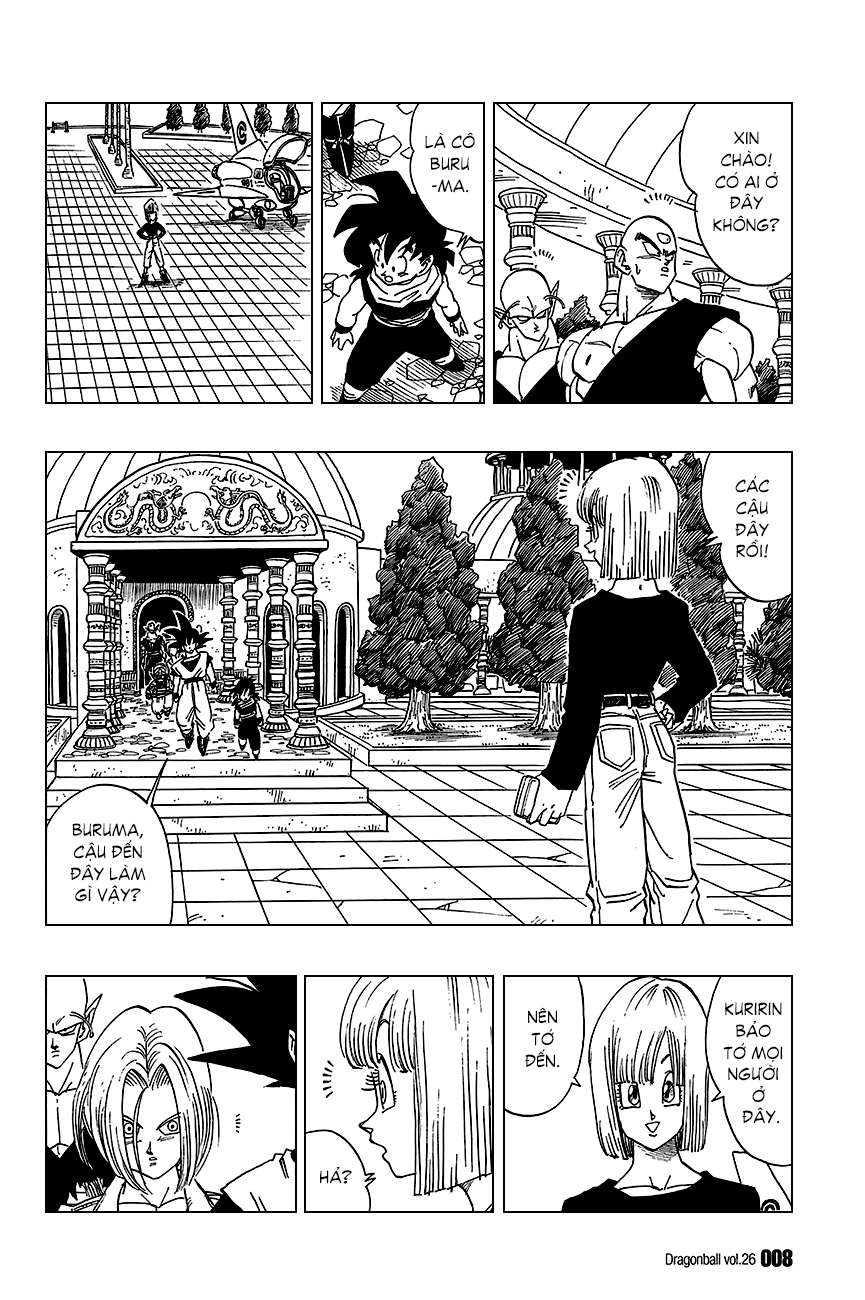 XIN
CHÀO!
CÓ AI Ở
ĐÂY
KHÔNG?
LÀ CÔ
BURU
-MA.
C
CÁC
CẬU
ĐÂY
RỒI!
BURUMA,
CẬU ĐẾN
ĐÂY LÀM
GÌ VẬY?
KURIRIN
BẢO
TỚ MỌI
NGƯỜI
Ở
ĐÂY.
NÊN
TỚ
ĐẾN.
HẢ?
Dragonball vol.26 008